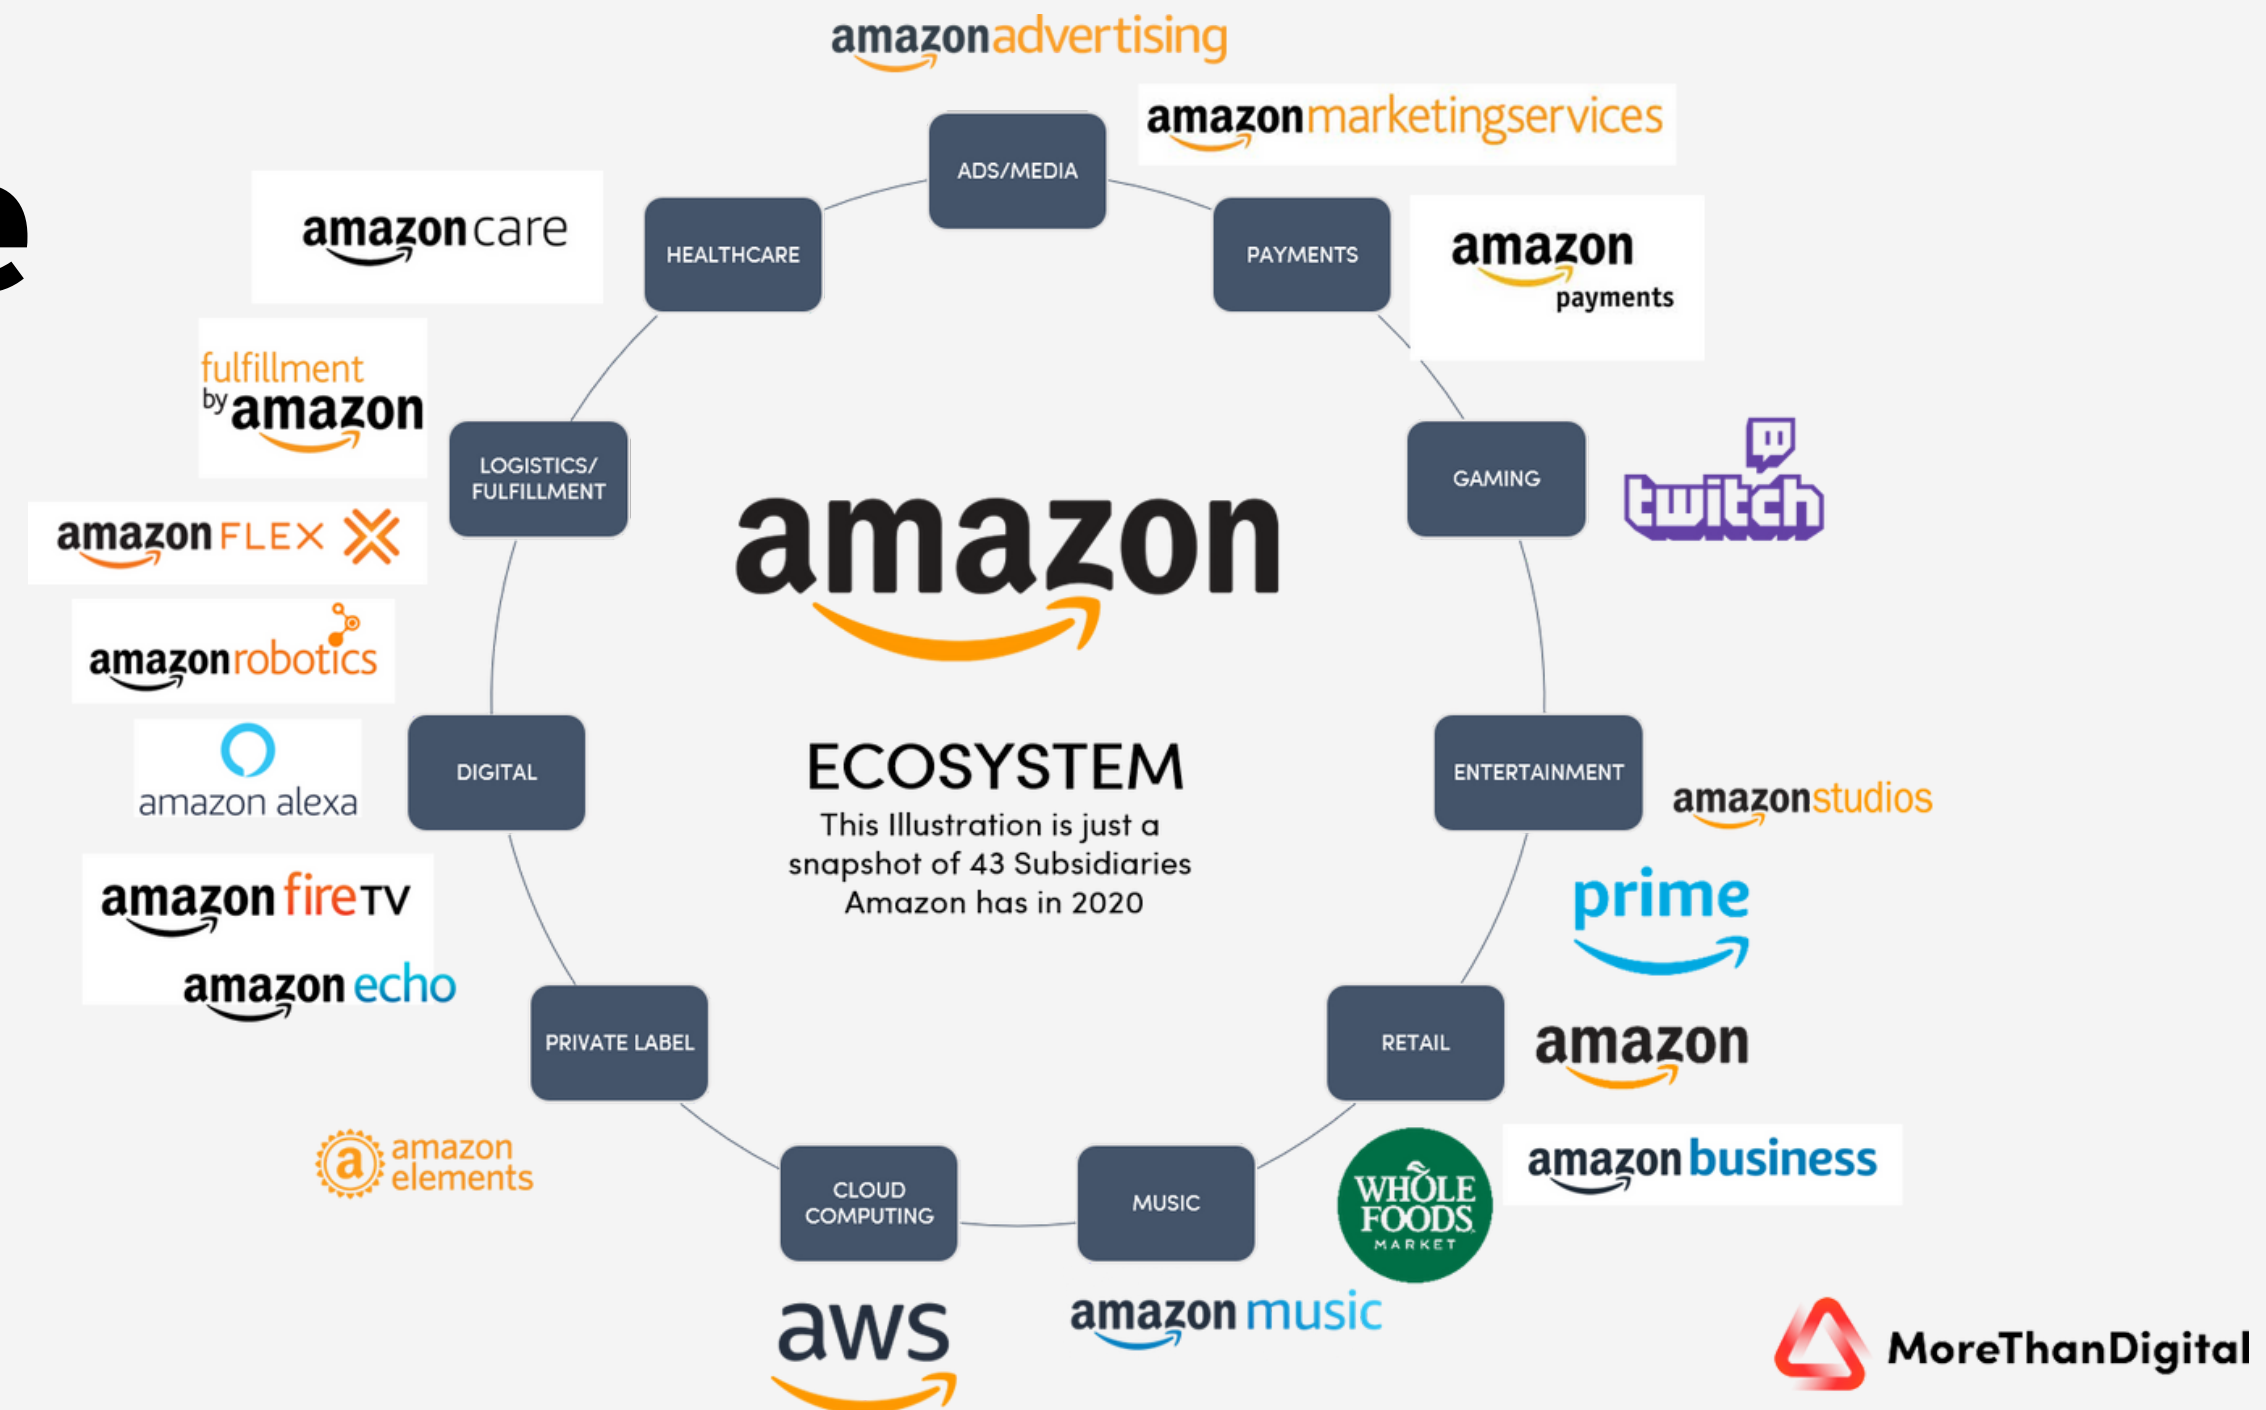 amazonadvertising
amazonmarketingservices
ADS/MEDIA
amazoncare
HEALTHCARE
PAYMENTS
amazon
payments
e
fulfillment
by amazon
LOGISTICS/
FULFILLMENT
GAMING
twitch
amazon FLEX
amazon
amazonrobotics
DIGITAL
amazon alexa
ECOSYSTEM
This Illustration is just a
snapshot of 43 Subsidiaries
Amazon has in 2020
ENTERTAINMENT
amazonstudios
prime
amazon fireTV
amazon echo
PRIVATE LABEL
RETAIL
amazon
a amazon
elements
CLOUD
COMPUTING
MUSIC
WHOLE
FOODS
MARKET
amazon business
aws
amazon music
MoreThanDigital